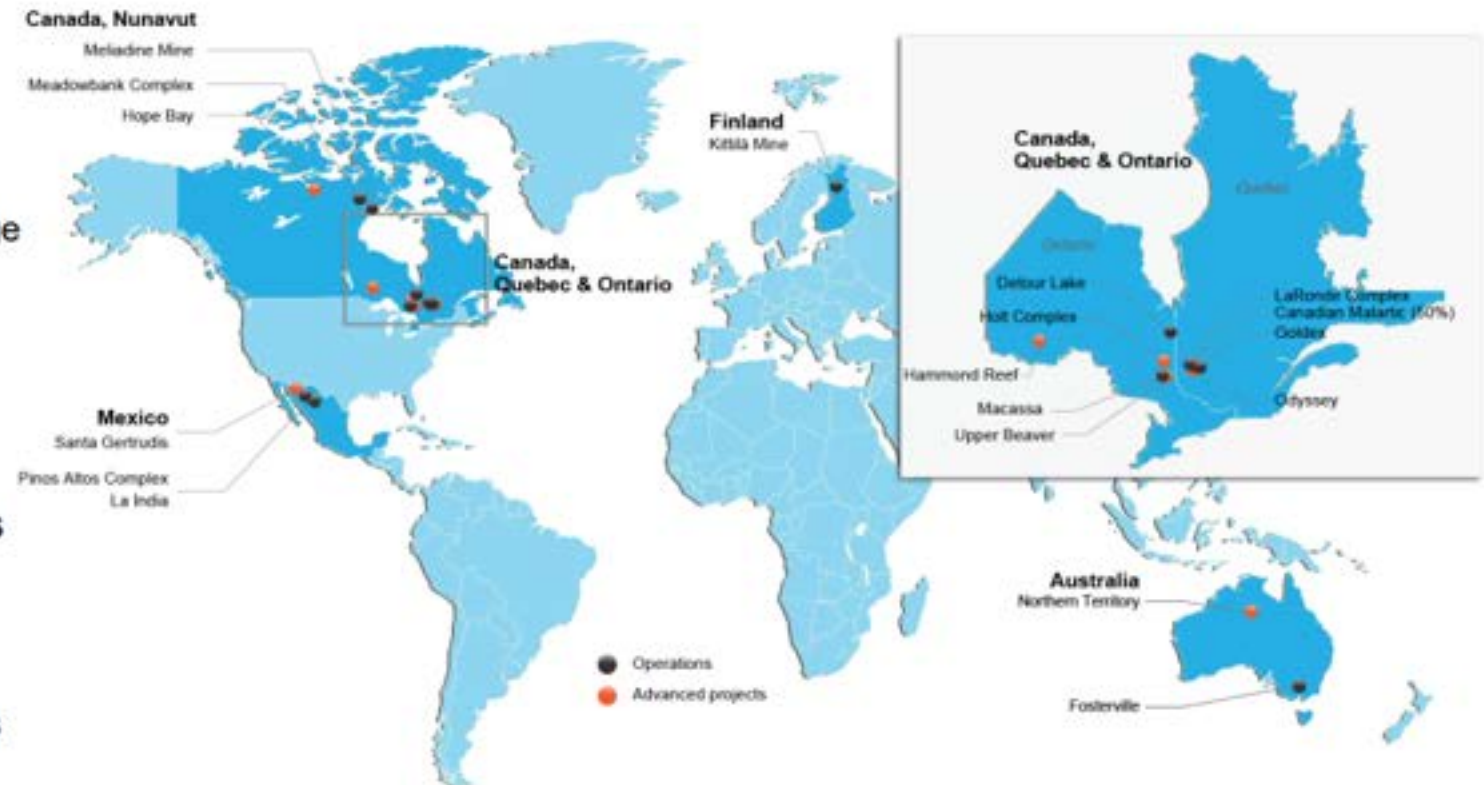 Canada, Nunavut
Meliadine Mine
Meadowbank Complex
Hope Bay
Finland
Kittilä Mine
Canada,
Quebec & Ontario
Mexico
Santa Gertrudis
Pinos Altos Complex
La India
Operations
Advanced projects
Canada,
Quebec & Ontario
Quebec
Ontario
Detour Lake
Holt Complex
Hammond Reef
Macassa
Upper Beaver
LaRonde Complex
Canadian Malartic (50%)
Goldex
Odyssey
Australia
Northern Territory
Fosterville